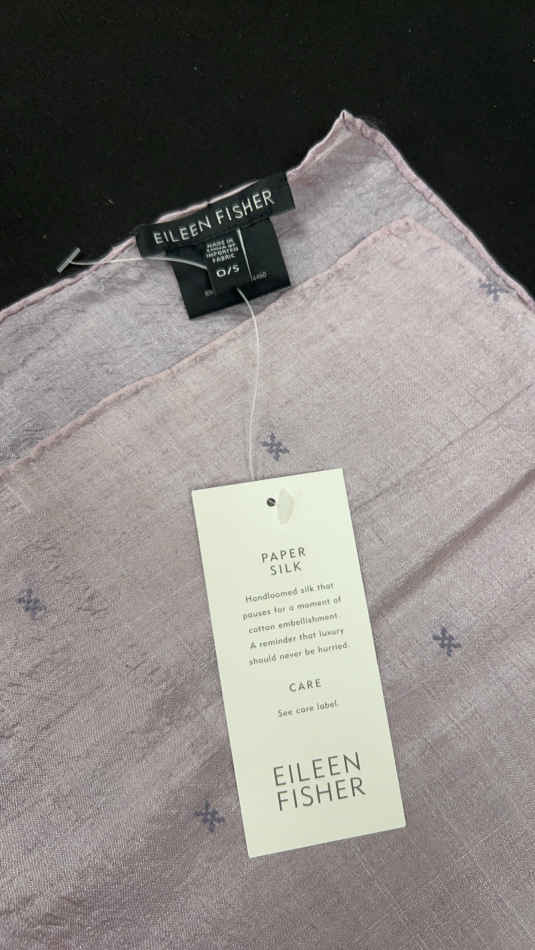 EILEEN FISHER
MADE IN
CHINA OF
IMPORTED
FABRIC
O/S
PAPER
SILK
Handloomed silk that
pauses for a moment of
cotton embellishment.
A reminder that luxury
should never be hurried.
CARE
See care label.
EILEEN
FISHER